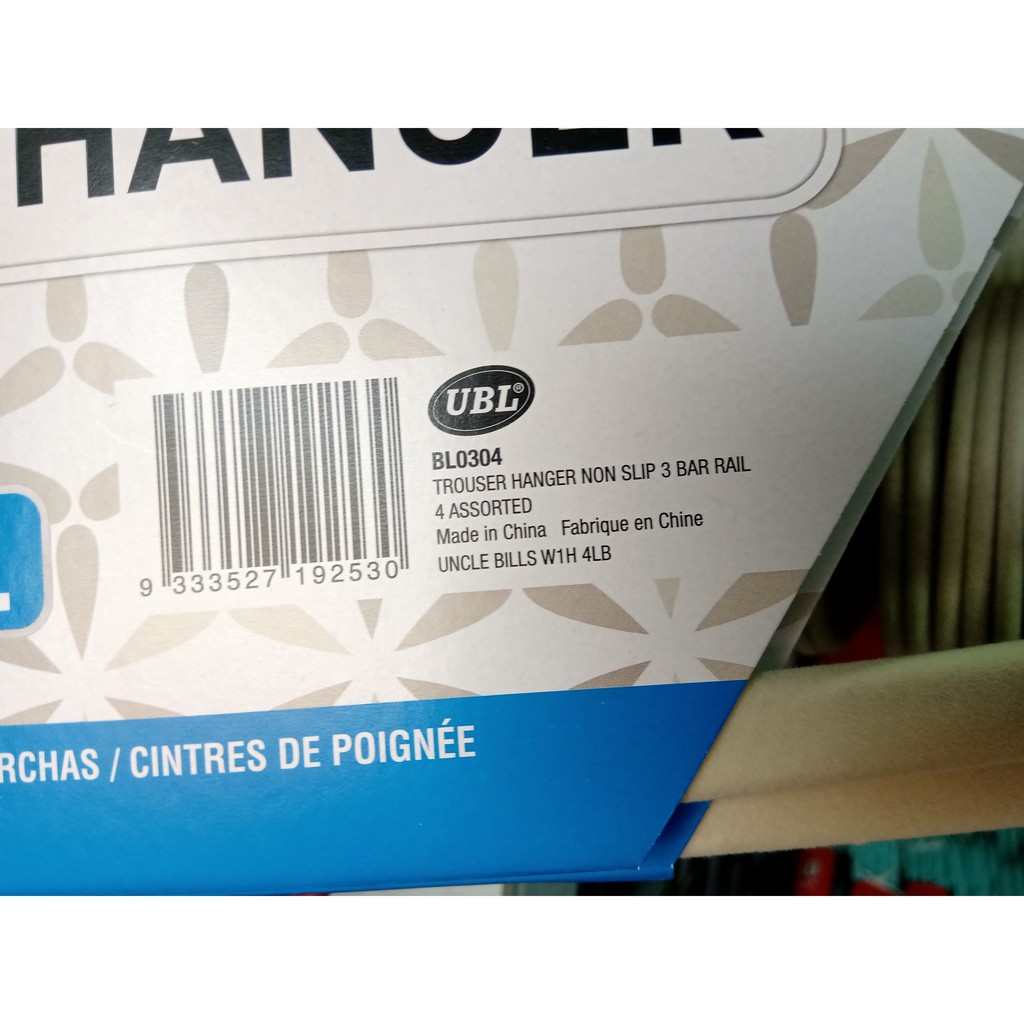 HANGER
UBL®
BL0304
TROUSER HANGER NON SLIP 3 BAR RAIL
4 ASSORTED
Made in China Fabrique en Chine
UNCLE BILLS W1H 4LB
9 333527 192530
RCHAS / CINTRES DE POIGNÉE